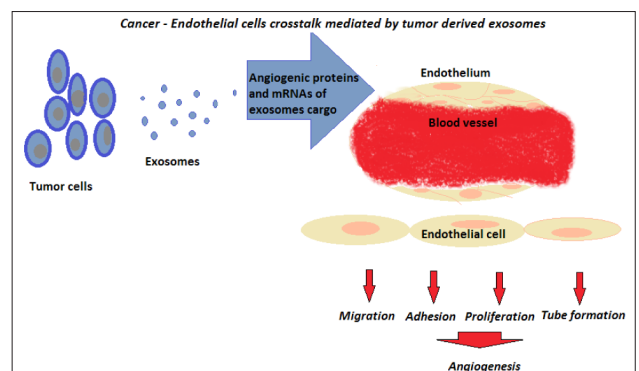 Cancer - Endothelial cells crosstalk mediated by tumor derived exosomes
Angiogenic proteins
and mRNAs of
exosomes cargo
Endothelium
Blood vessel
Exosomes
Tumor cells
Endothelial cell
Migration
Adhesion
Proliferation
Tube formation
Angiogenesis